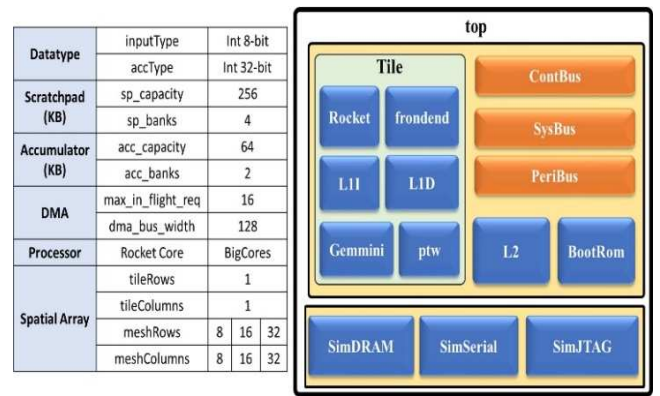 Datatype inputType Int 8-bit
accType Int 32-bit
Scratchpad (KB) sp_capacity 256
sp_banks 4
Accumulator (KB) acc_capacity 64
acc_banks 2
DMA max_in_flight_req 16
dma_bus_width 128
Processor Rocket Core BigCores
Spatial Array tileRows 1
tileColumns 1
meshRows 8 16 32
meshColumns 8 16 32
top
Tile
Rocket frondend
L1I L1D
Gemmini ptw
ContBus
SysBus
PeriBus
L2 BootRom
SimDRAM SimSerial SimJTAG